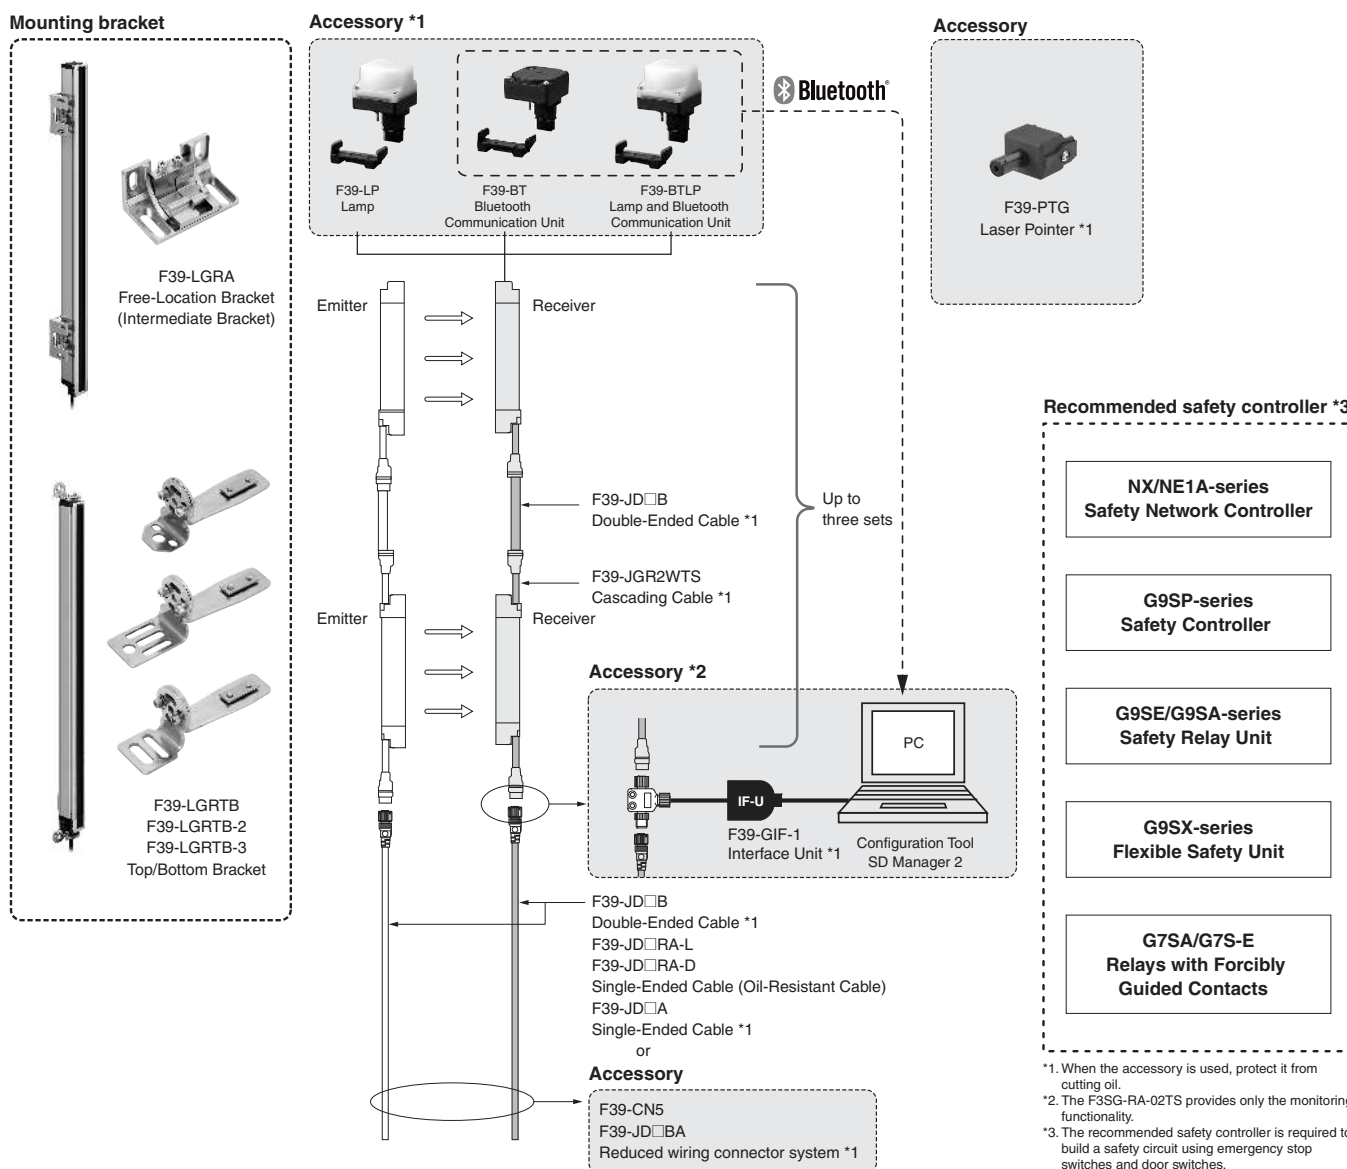 Mounting bracket
F39-LGRA
Free-Location Bracket
(Intermediate Bracket)
F39-LGRTB
F39-LGRTB-2
F39-LGRTB-3
Top/Bottom Bracket
Accessory *1
F39-LP
Lamp
F39-BT
Bluetooth
Communication Unit
F39-BTLP
Lamp and Bluetooth
Communication Unit
Bluetooth®
Accessory
F39-PTG
Laser Pointer *1
Emitter
Receiver
F39-JD□B
Double-Ended Cable *1
F39-JGR2WTS
Cascading Cable *1
Up to
three sets
Emitter
Receiver
Accessory *2
PC
IF-U
F39-GIF-1
Interface Unit *1
Configuration Tool
SD Manager 2
F39-JD□B
Double-Ended Cable *1
F39-JD□RA-L
F39-JD□RA-D
Single-Ended Cable (Oil-Resistant Cable)
F39-JD□A
Single-Ended Cable *1
or
Accessory
F39-CN5
F39-JD□BA
Reduced wiring connector system *1
Recommended safety controller *3
NX/NE1A-series
Safety Network Controller
G9SP-series
Safety Controller
G9SE/G9SA-series
Safety Relay Unit
G9SX-series
Flexible Safety Unit
G7SA/G7S-E
Relays with Forcibly
Guided Contacts
*1. When the accessory is used, protect it from
cutting oil.
*2. The F3SG-RA-02TS provides only the monitoring
functionality.
*3. The recommended safety controller is required to
build a safety circuit using emergency stop
switches and door switches.